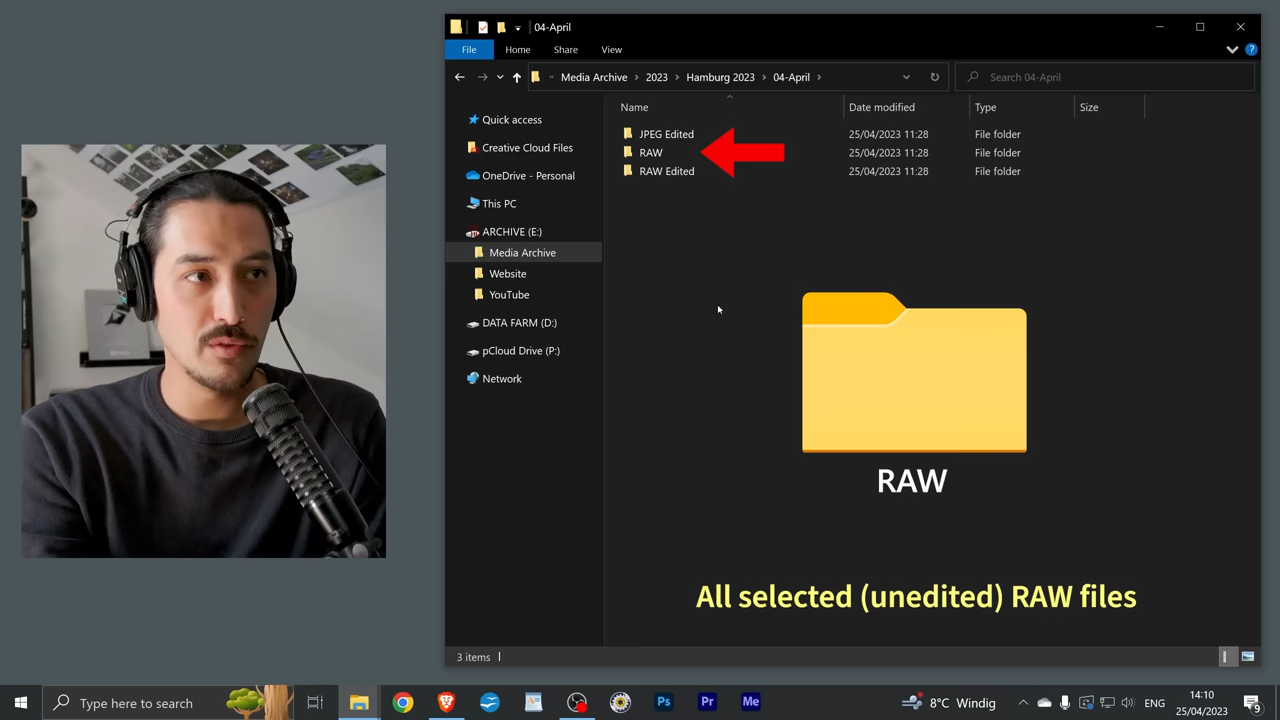 04-April
File Home Share View
« Media Archive › 2023 › Hamburg 2023 › 04-April ›
Search 04-April
Name Date modified Type Size
Quick access
Creative Cloud Files
OneDrive - Personal
This PC
ARCHIVE (E:)
Media Archive
Website
YouTube
DATA FARM (D:)
pCloud Drive (P:)
Network
JPEG Edited 25/04/2023 11:28 File folder
RAW 25/04/2023 11:28 File folder
RAW Edited 25/04/2023 11:28 File folder
RAW
All selected (unedited) RAW files
3 items
Type here to search
Ps
Pr
Me
8°C Windig
ENG
14:10
25/04/2023
9